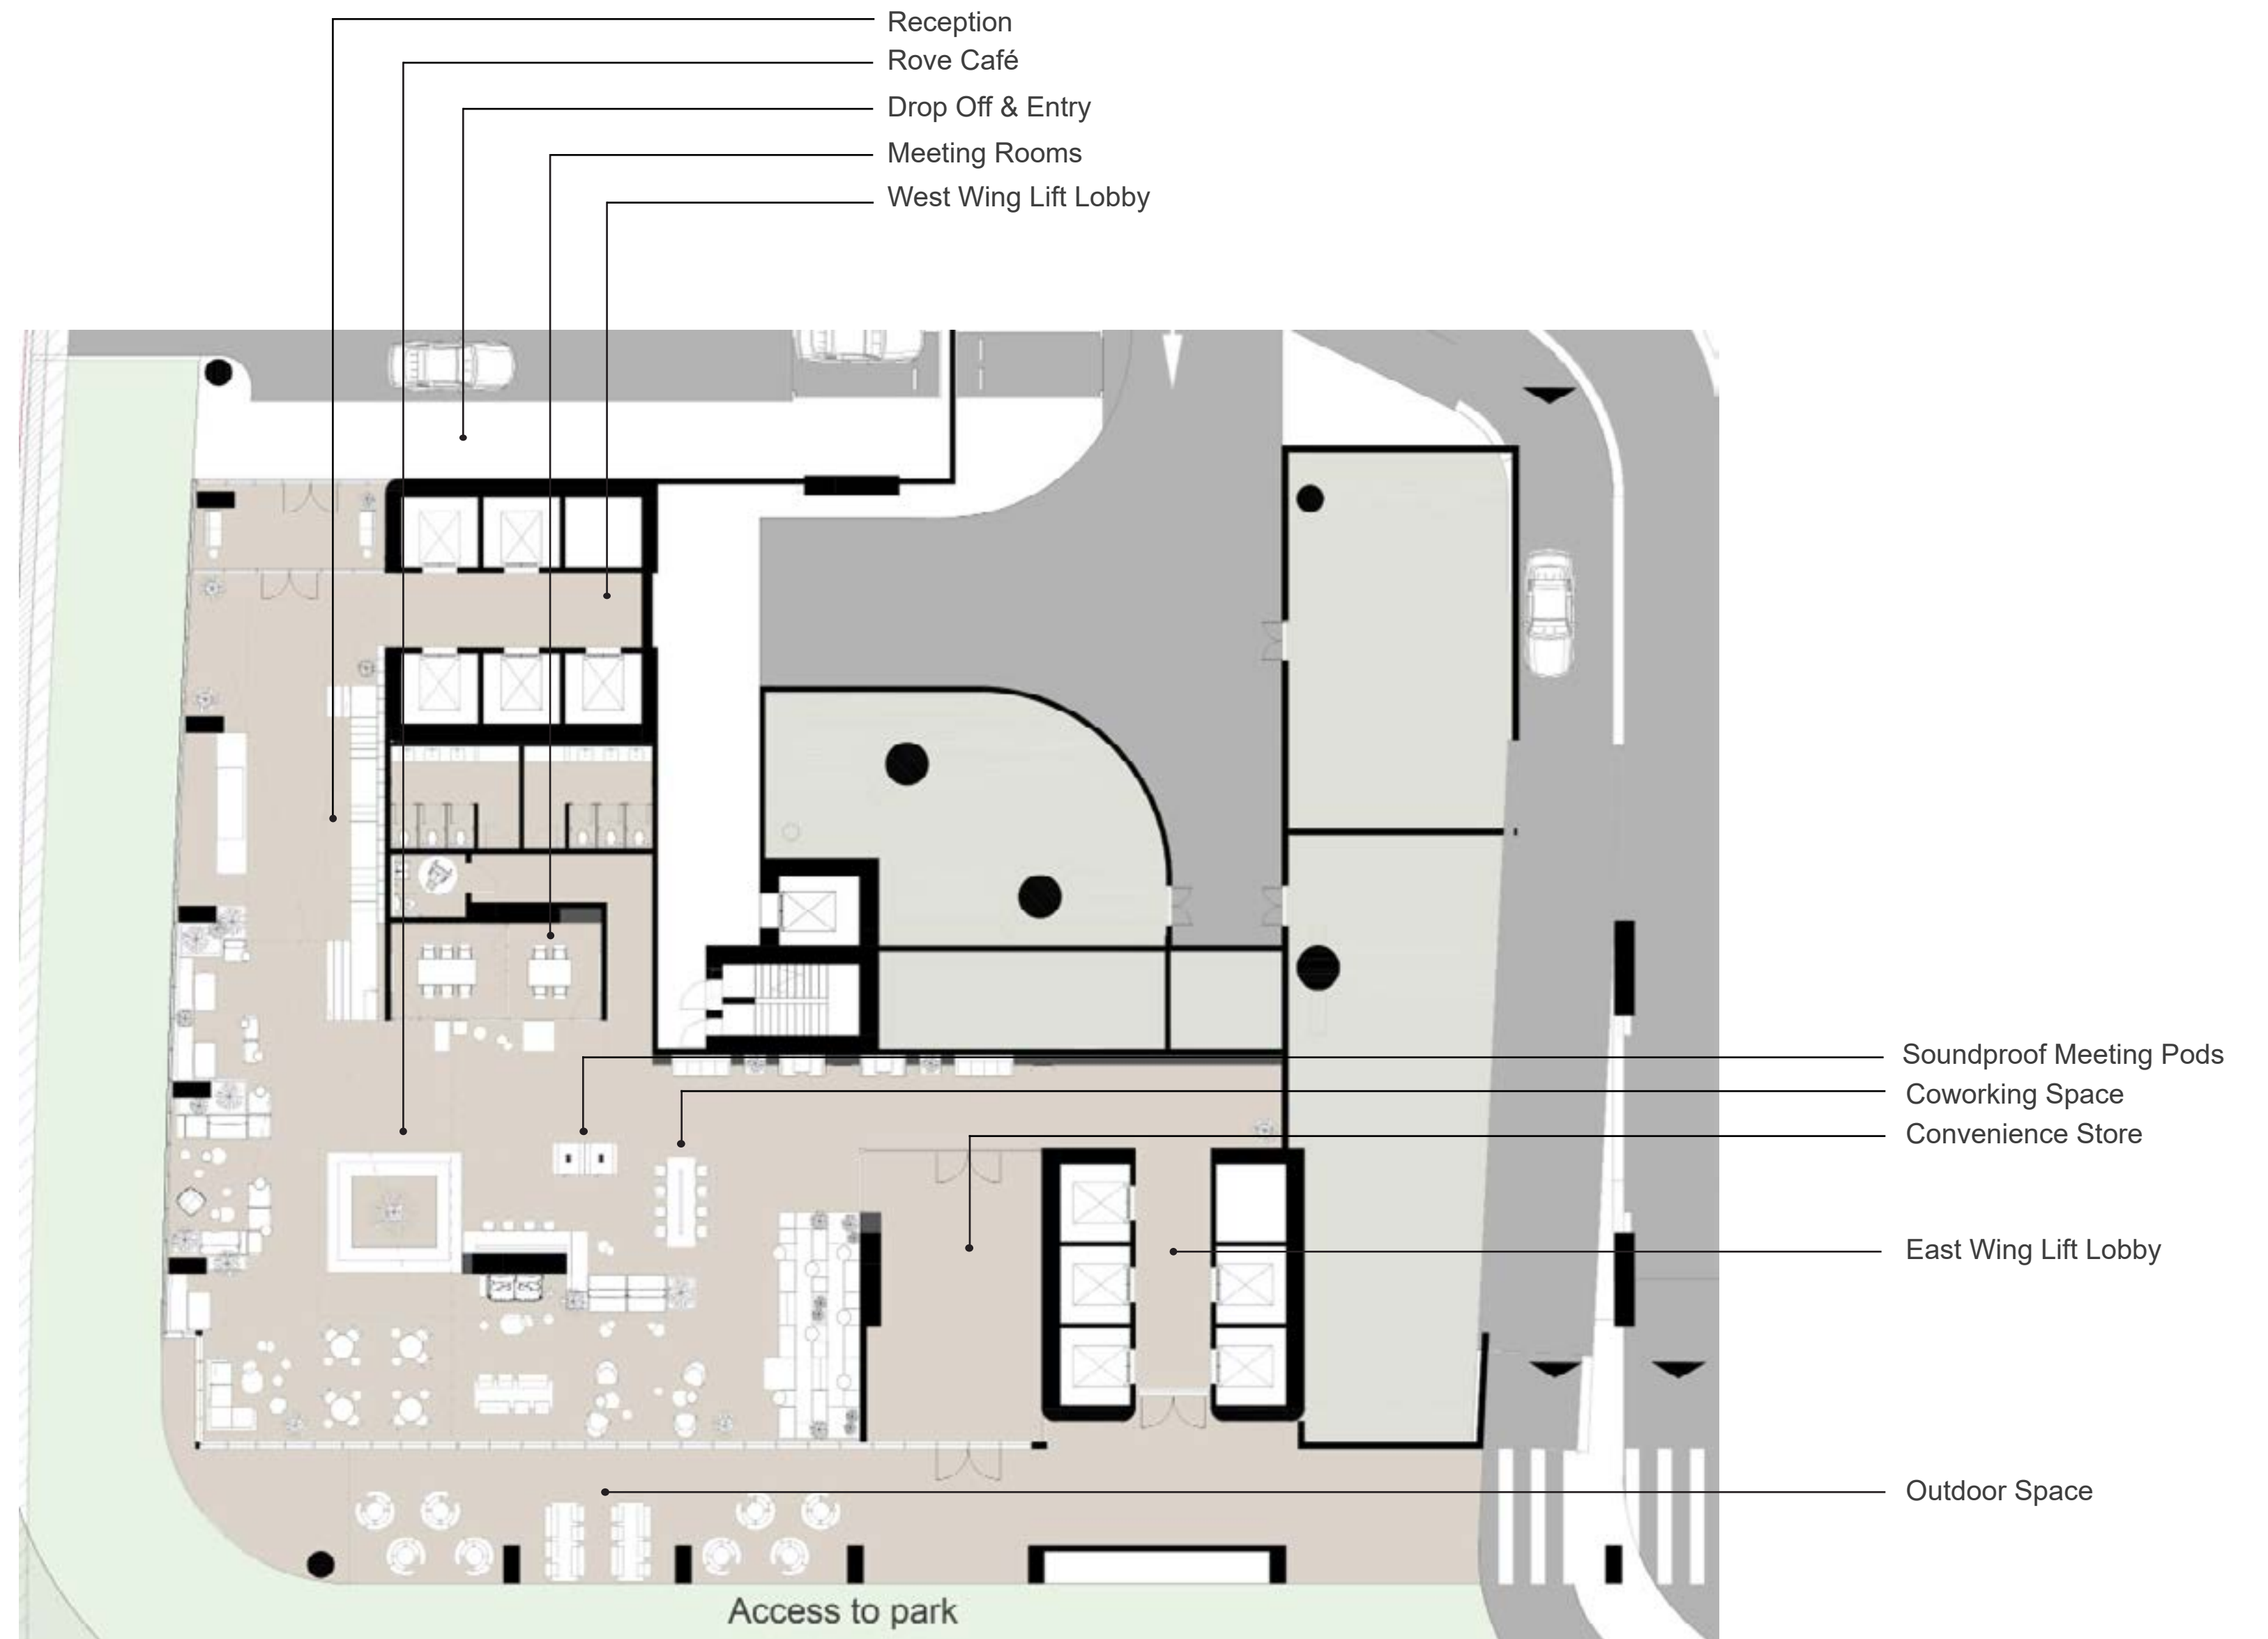 Reception
Rove Café
Drop Off & Entry
Meeting Rooms
West Wing Lift Lobby
Soundproof Meeting Pods
Coworking Space
Convenience Store
East Wing Lift Lobby
Outdoor Space
Access to park